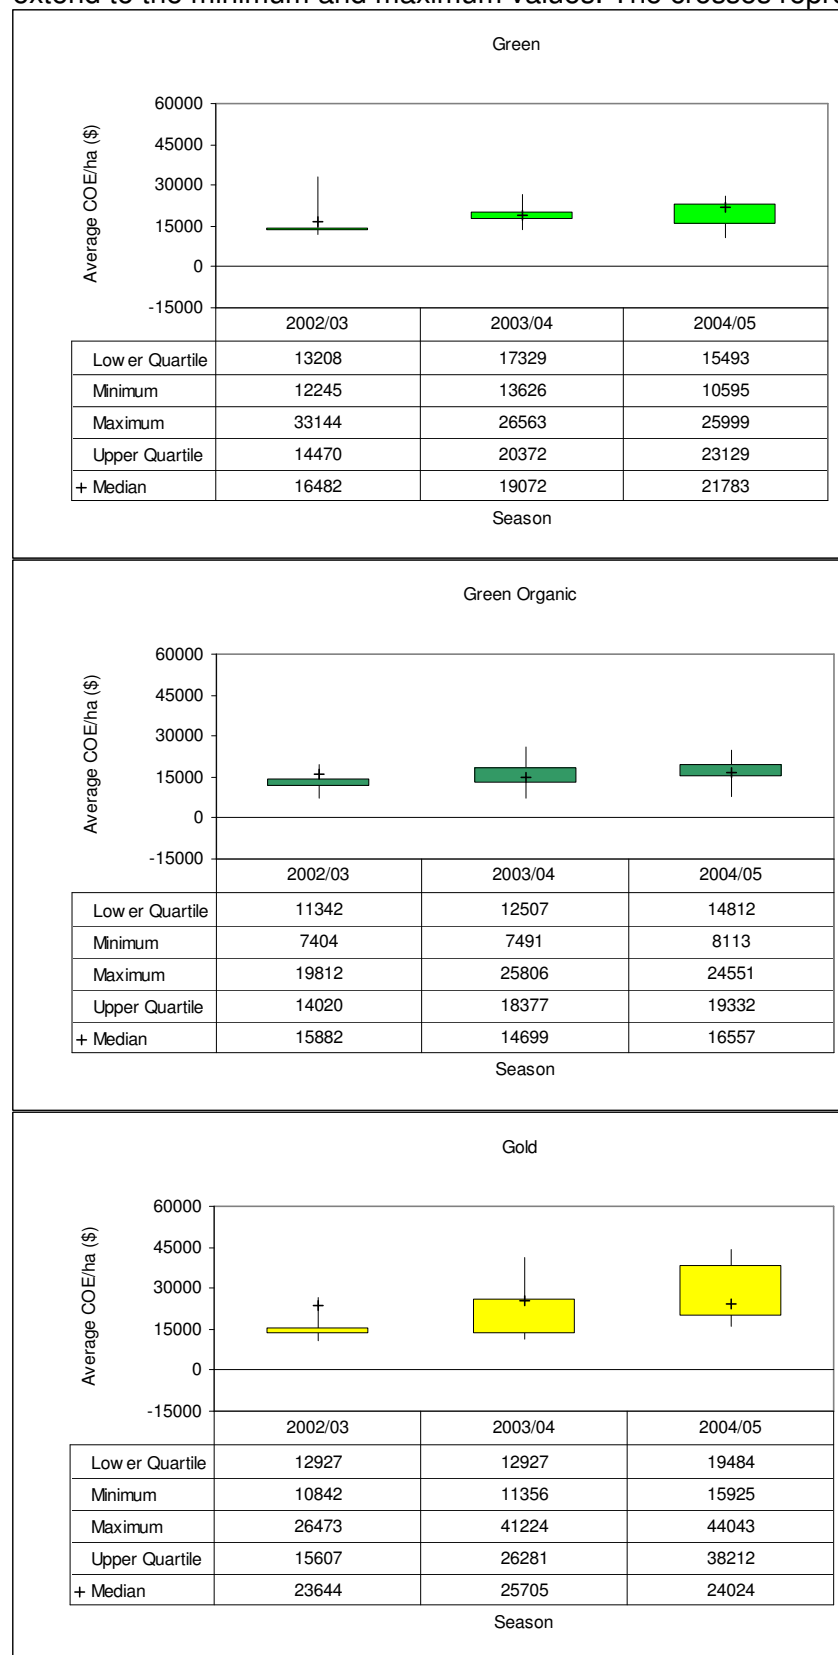 extend to the minimum and maximum values. The crosses repre
Green
Average COE/ha ($)
60000
45000
30000
15000
0
-15000
2002/03 2003/04 2004/05
Lower Quartile 13208 17329 15493
Minimum 12245 13626 10595
Maximum 33144 26563 25999
Upper Quartile 14470 20372 23129
+ Median 16482 19072 21783
Season
Green Organic
Average COE/ha ($)
60000
45000
30000
15000
0
-15000
2002/03 2003/04 2004/05
Lower Quartile 11342 12507 14812
Minimum 7404 7491 8113
Maximum 19812 25806 24551
Upper Quartile 14020 18377 19332
+ Median 15882 14699 16557
Season
Gold
Average COE/ha ($)
60000
45000
30000
15000
0
-15000
2002/03 2003/04 2004/05
Lower Quartile 12927 12927 19484
Minimum 10842 11356 15925
Maximum 26473 41224 44043
Upper Quartile 15607 26281 38212
+ Median 23644 25705 24024
Season